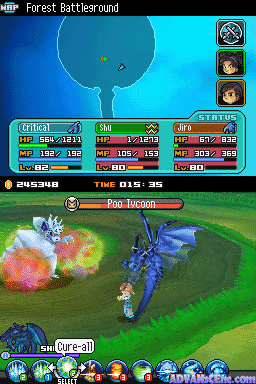 MAP Forest Battleground
STATUS
Critical Shu Jiro
HP 564/1211 HP 1/1273 HP 67/832
MP 192/192 MP 105/153 MP 303/369
Lv 82 Lv 80 Lv 82
245348 TIME 015:35
Poo Tycoon
Cure-all
SELECT
ADVANsCEne.com